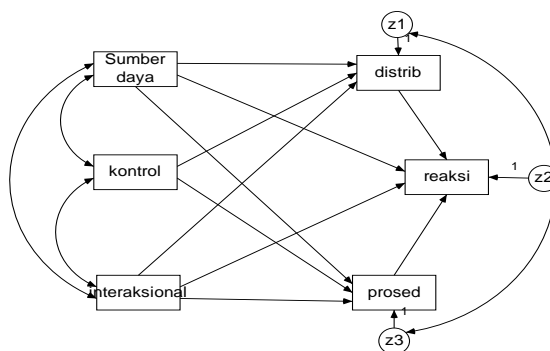 z1
1
Sumber
daya
distrib
kontrol
reaksi
1
z2
interaksional
prosed
1
z3